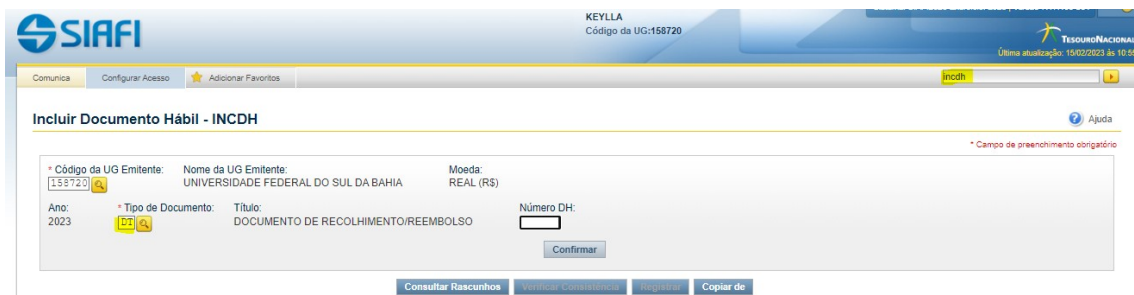 SIAFI
KEYLLA
Código da UG:158720
TESOURONACIONAL
Última atualização: 15/02/2023 às 10:55
Comunica Configurar Acesso Adicionar Favoritos incdh
Incluir Documento Hábil - INCDH Ajuda
* Campo de preenchimento obrigatório
* Código da UG Emitente: Nome da UG Emitente: Moeda:
158720 UNIVERSIDADE FEDERAL DO SUL DA BAHIA REAL (R$)
Ano: * Tipo de Documento: Título: Número DH:
2023 DT DOCUMENTO DE RECOLHIMENTO/REEMBOLSO
Confirmar
Consultar Rascunhos Verificar Consistência Registrar Copiar de